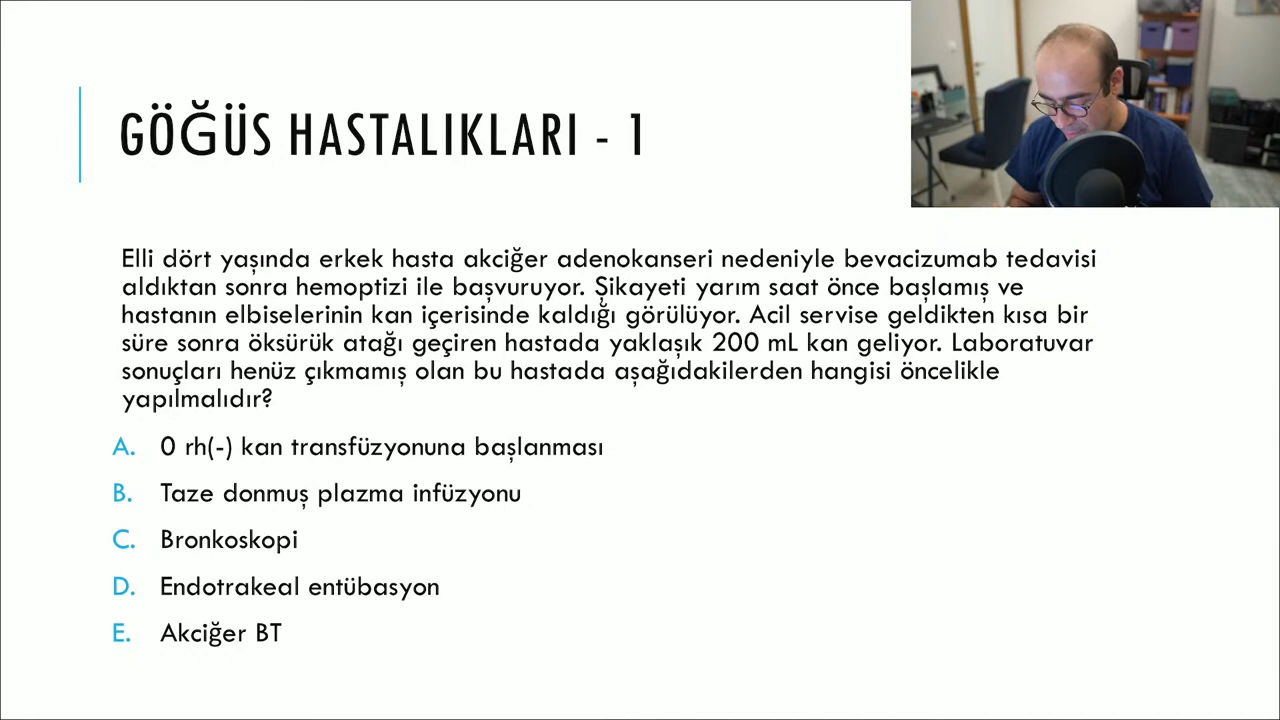 GÖĞÜS HASTALIKLARI - 1
Elli dört yaşında erkek hasta akciğer adenokanseri nedeniyle bevacizumab tedavisi
aldıktan sonra hemoptizi ile başvuruyor. Şikayeti yarım saat önce başlamış ve
hastanın elbiselerinin kan içerisinde kaldığı görülüyor. Acil servise geldikten kısa bir
süre sonra öksürük atağı geçiren hastada yaklaşık 200 mL kan geliyor. Laboratuvar
sonuçları henüz çıkmamış olan bu hastada aşağıdakilerden hangisi öncelikle
yapılmalıdır?
A. 0 rh(-) kan transfüzyonuna başlanması
B. Taze donmuş plazma infüzyonu
C. Bronkoskopi
D. Endotrakeal entübasyon
E. Akciğer BT